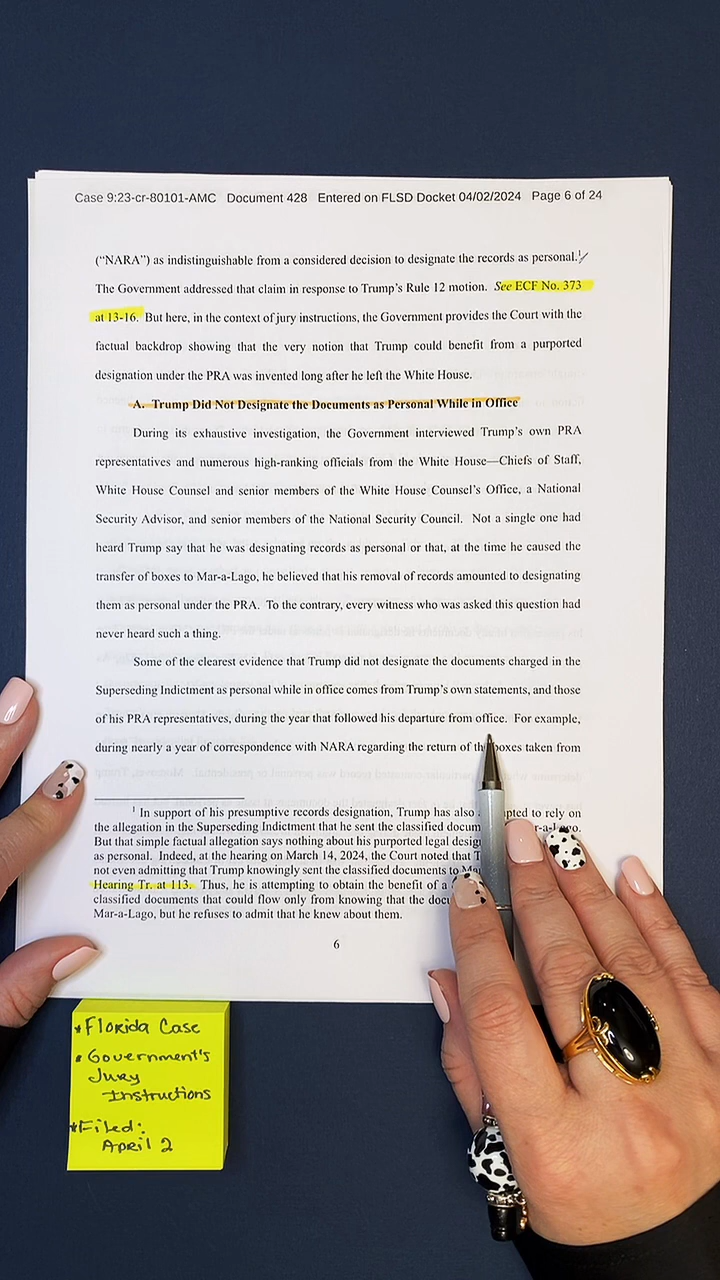 Case 9:23-cr-80101-AMC Document 428 Entered on FLSD Docket 04/02/2024 Page 6 of 24
(“NARA”) as indistinguishable from a considered decision to designate the records as personal.1
The Government addressed that claim in response to Trump’s Rule 12 motion. See ECF No. 373
at 13-16. But here, in the context of jury instructions, the Government provides the Court with the
factual backdrop showing that the very notion that Trump could benefit from a purported
designation under the PRA was invented long after he left the White House.
A. Trump Did Not Designate the Documents as Personal While in Office
During its exhaustive investigation, the Government interviewed Trump’s own PRA
representatives and numerous high-ranking officials from the White House—Chiefs of Staff,
White House Counsel and senior members of the White House Counsel’s Office, a National
Security Advisor, and senior members of the National Security Council. Not a single one had
heard Trump say that he was designating records as personal or that, at the time he caused the
transfer of boxes to Mar-a-Lago, he believed that his removal of records amounted to designating
them as personal under the PRA. To the contrary, every witness who was asked this question had
never heard such a thing.
Some of the clearest evidence that Trump did not designate the documents charged in the
Superseding Indictment as personal while in office comes from Trump’s own statements, and those
of his PRA representatives, during the year that followed his departure from office. For example,
during nearly a year of correspondence with NARA regarding the return of the boxes taken from
1 In support of his presumptive records designation, Trump has also to rely on
the allegation in the Superseding Indictment that he sent the classified
But that simple factual allegation says nothing about his purported legal
as personal. Indeed, at the hearing on March 14, 2024, the Court noted that
not even admitting that Trump knowingly sent the classified documents to
Hearing Tr. at 113. Thus, he is attempting to obtain the benefit of a
classified documents that could flow only from knowing that the
Mar-a-Lago, but he refuses to admit that he knew about them.
6
* Florida Case
* Government's
Jury
Instructions
* Filed:
April 2